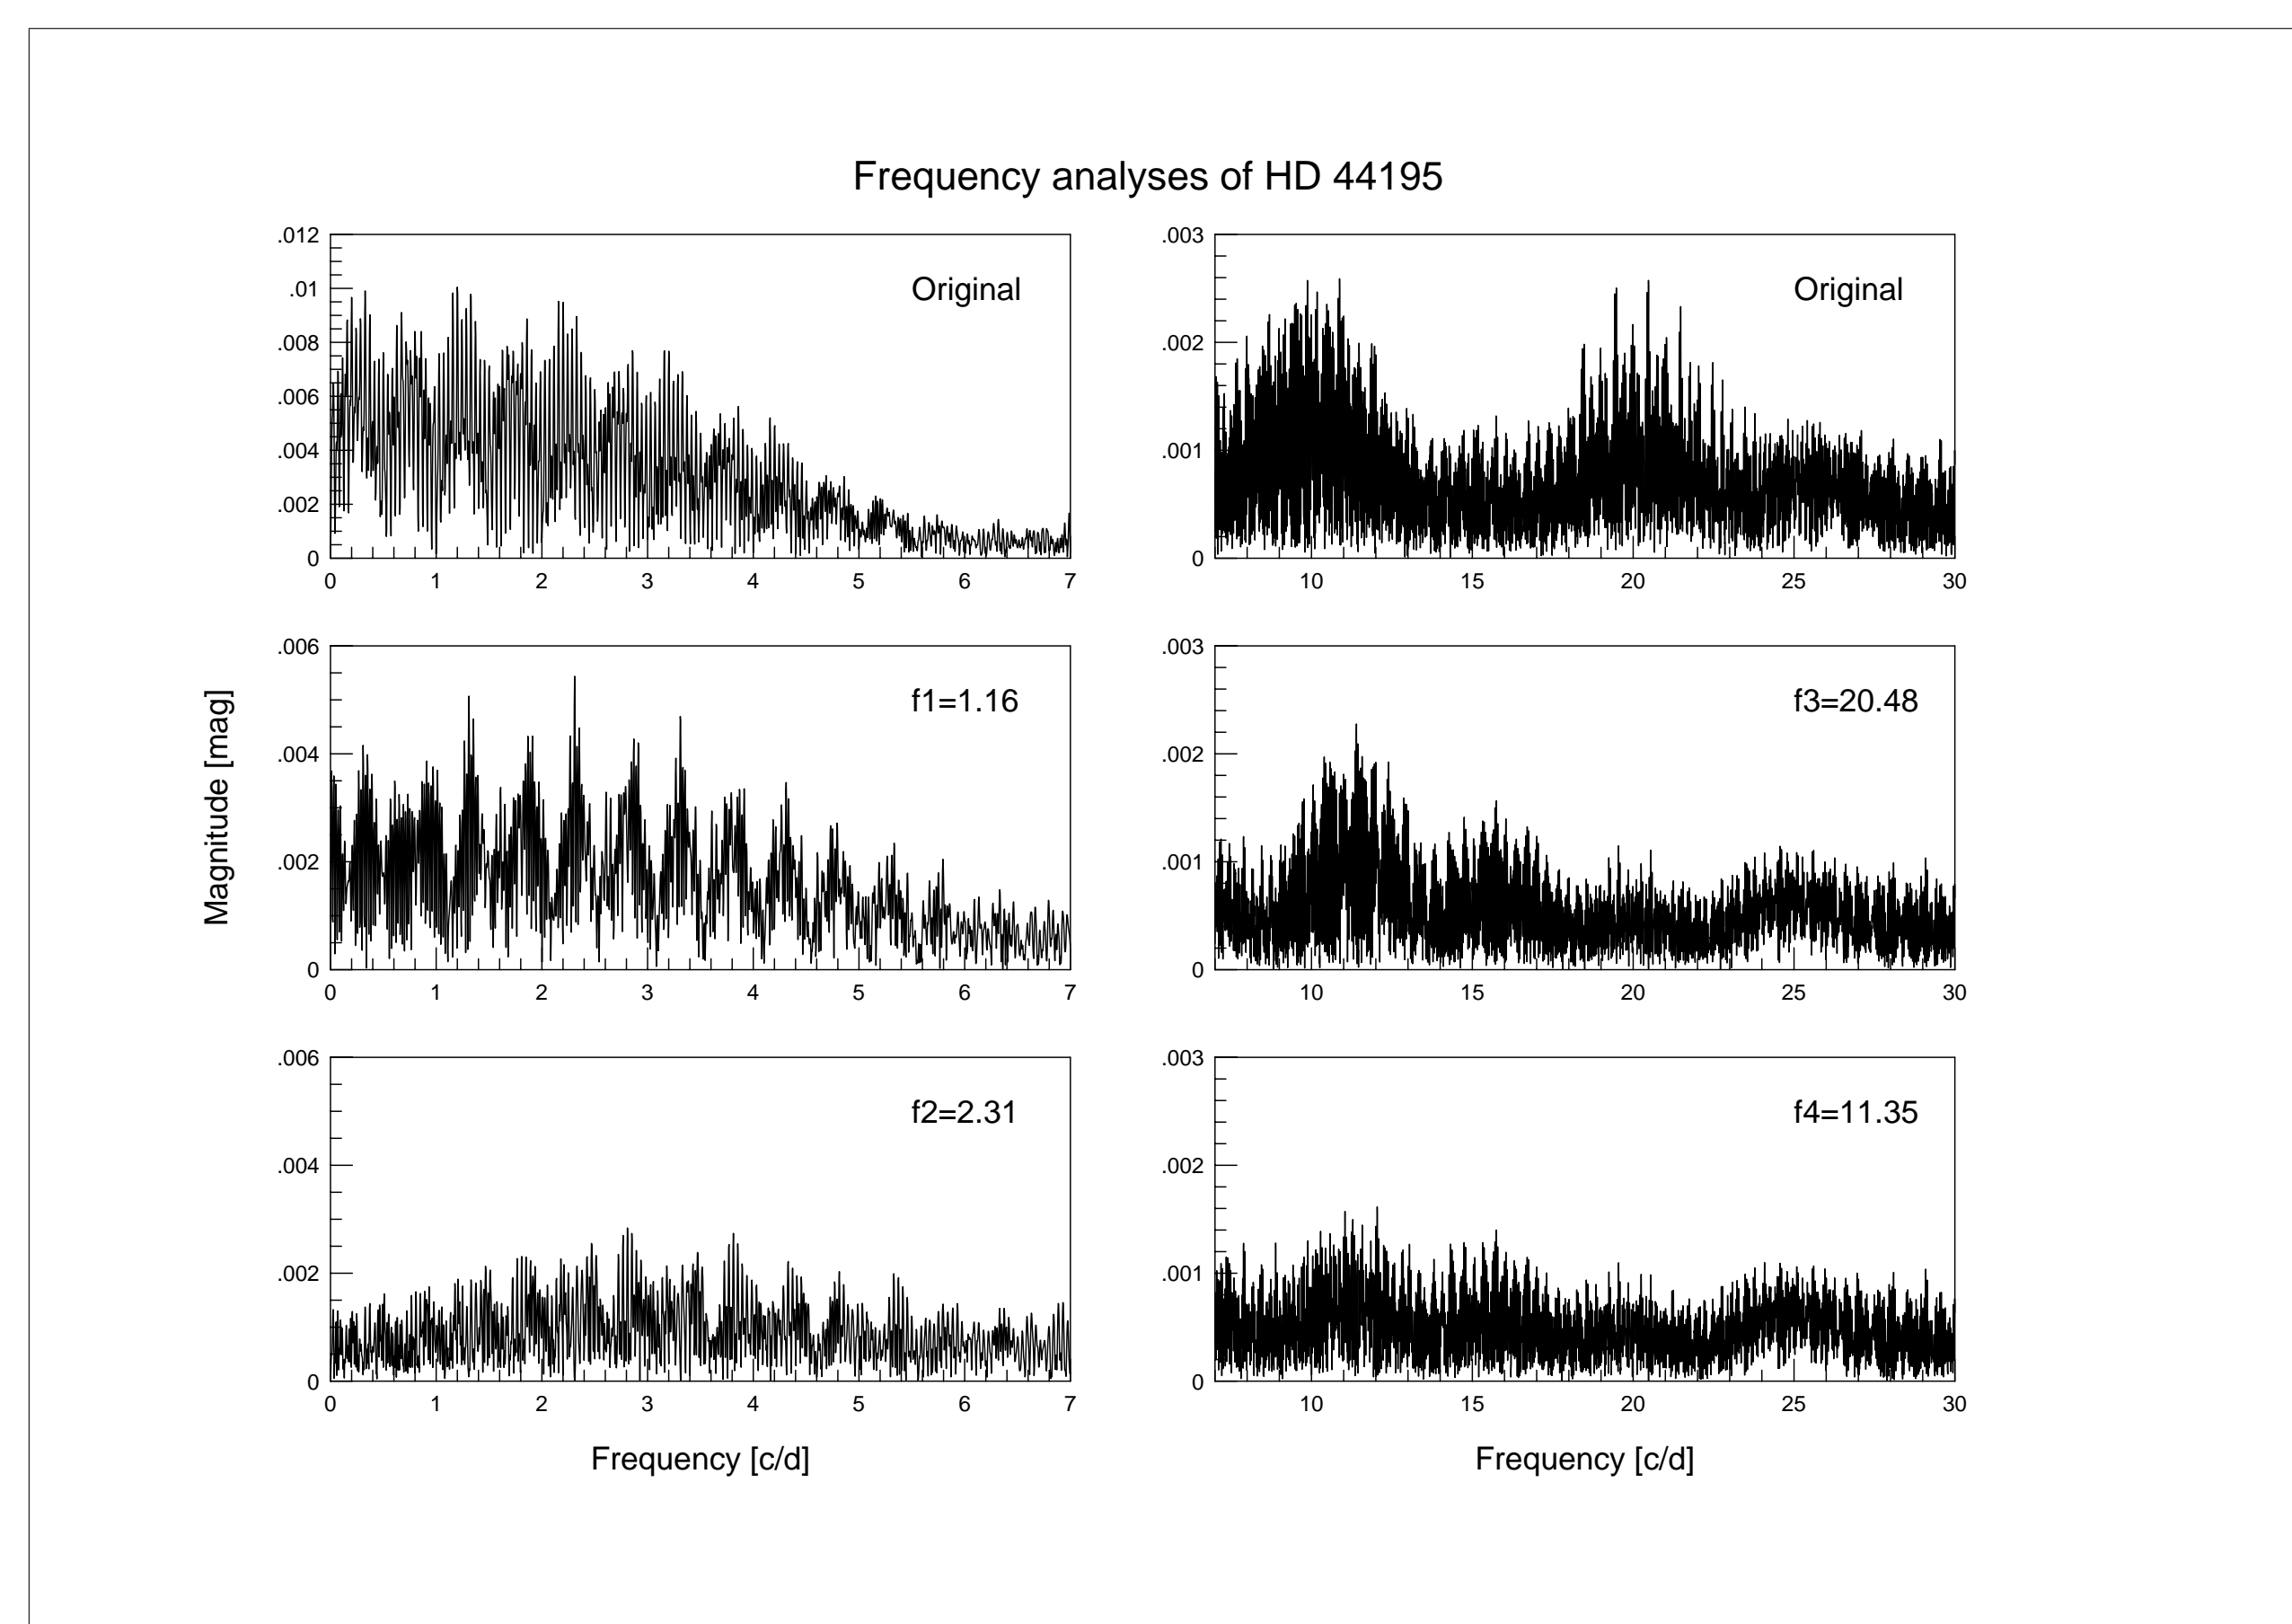 Frequency analyses of HD 44195
.012
.01
.008
.006
.004
.002
0
Original
0 1 2 3 4 5 6 7
.003
.002
.001
0
Original
10 15 20 25 30
Magnitude [mag]
.006
.004
.002
0
f1=1.16
0 1 2 3 4 5 6 7
.003
.002
.001
0
f3=20.48
10 15 20 25 30
.006
.004
.002
0
f2=2.31
0 1 2 3 4 5 6 7
Frequency [c/d]
.003
.002
.001
0
f4=11.35
10 15 20 25 30
Frequency [c/d]